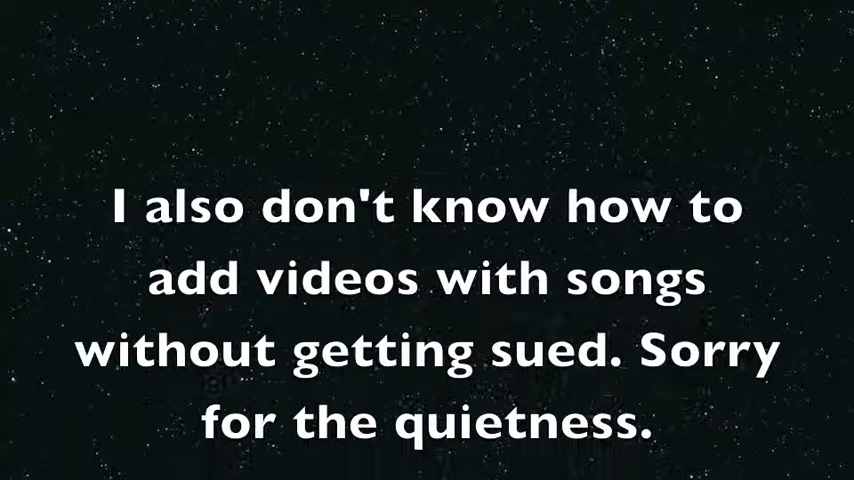 I also don't know how to
add videos with songs
without getting sued. Sorry
for the quietness.